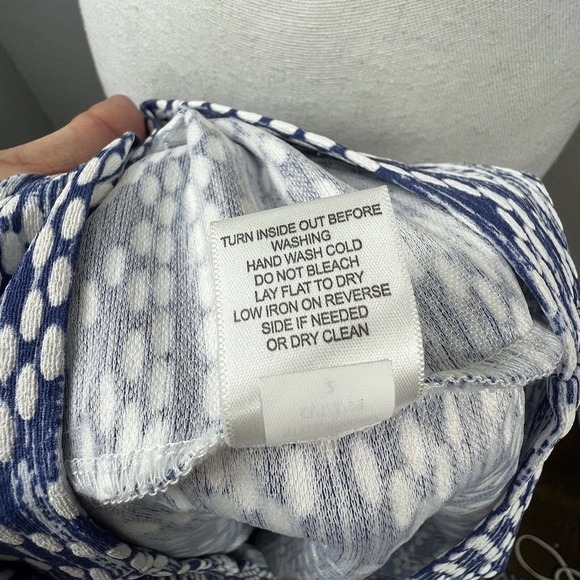 TURN INSIDE OUT BEFORE
WASHING
HAND WASH COLD
DO NOT BLEACH
LAY FLAT TO DRY
LOW IRON ON REVERSE
SIDE IF NEEDED
OR DRY CLEAN